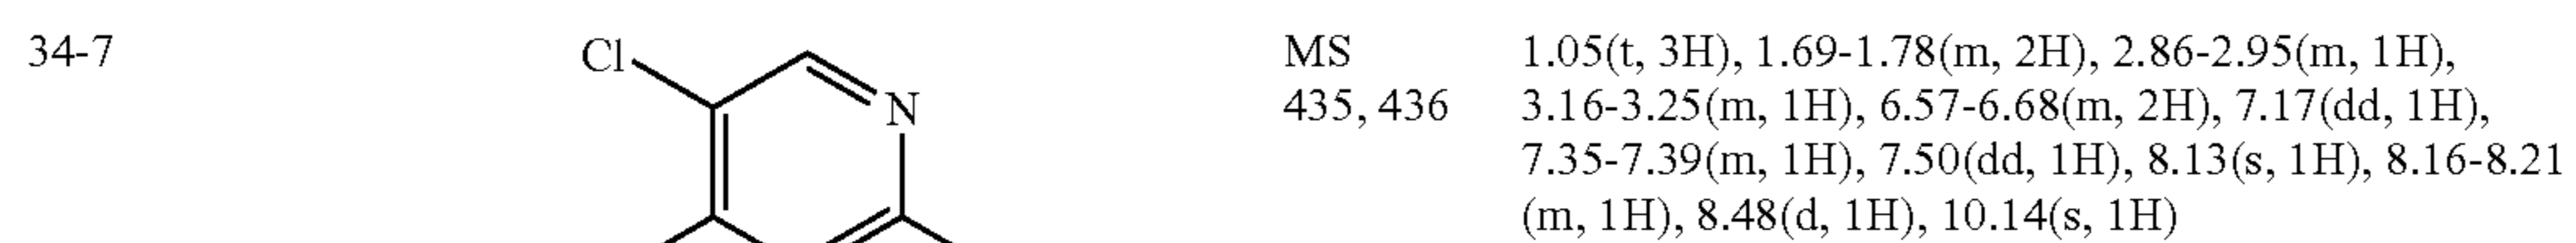 34-7
Cl
N
MS
435, 436
1.05(t, 3H), 1.69-1.78(m, 2H), 2.86-2.95(m, 1H),
3.16-3.25(m, 1H), 6.57-6.68(m, 2H), 7.17(dd, 1H),
7.35-7.39(m, 1H), 7.50(dd, 1H), 8.13(s, 1H), 8.16-8.21
(m, 1H), 8.48(d, 1H), 10.14(s, 1H)